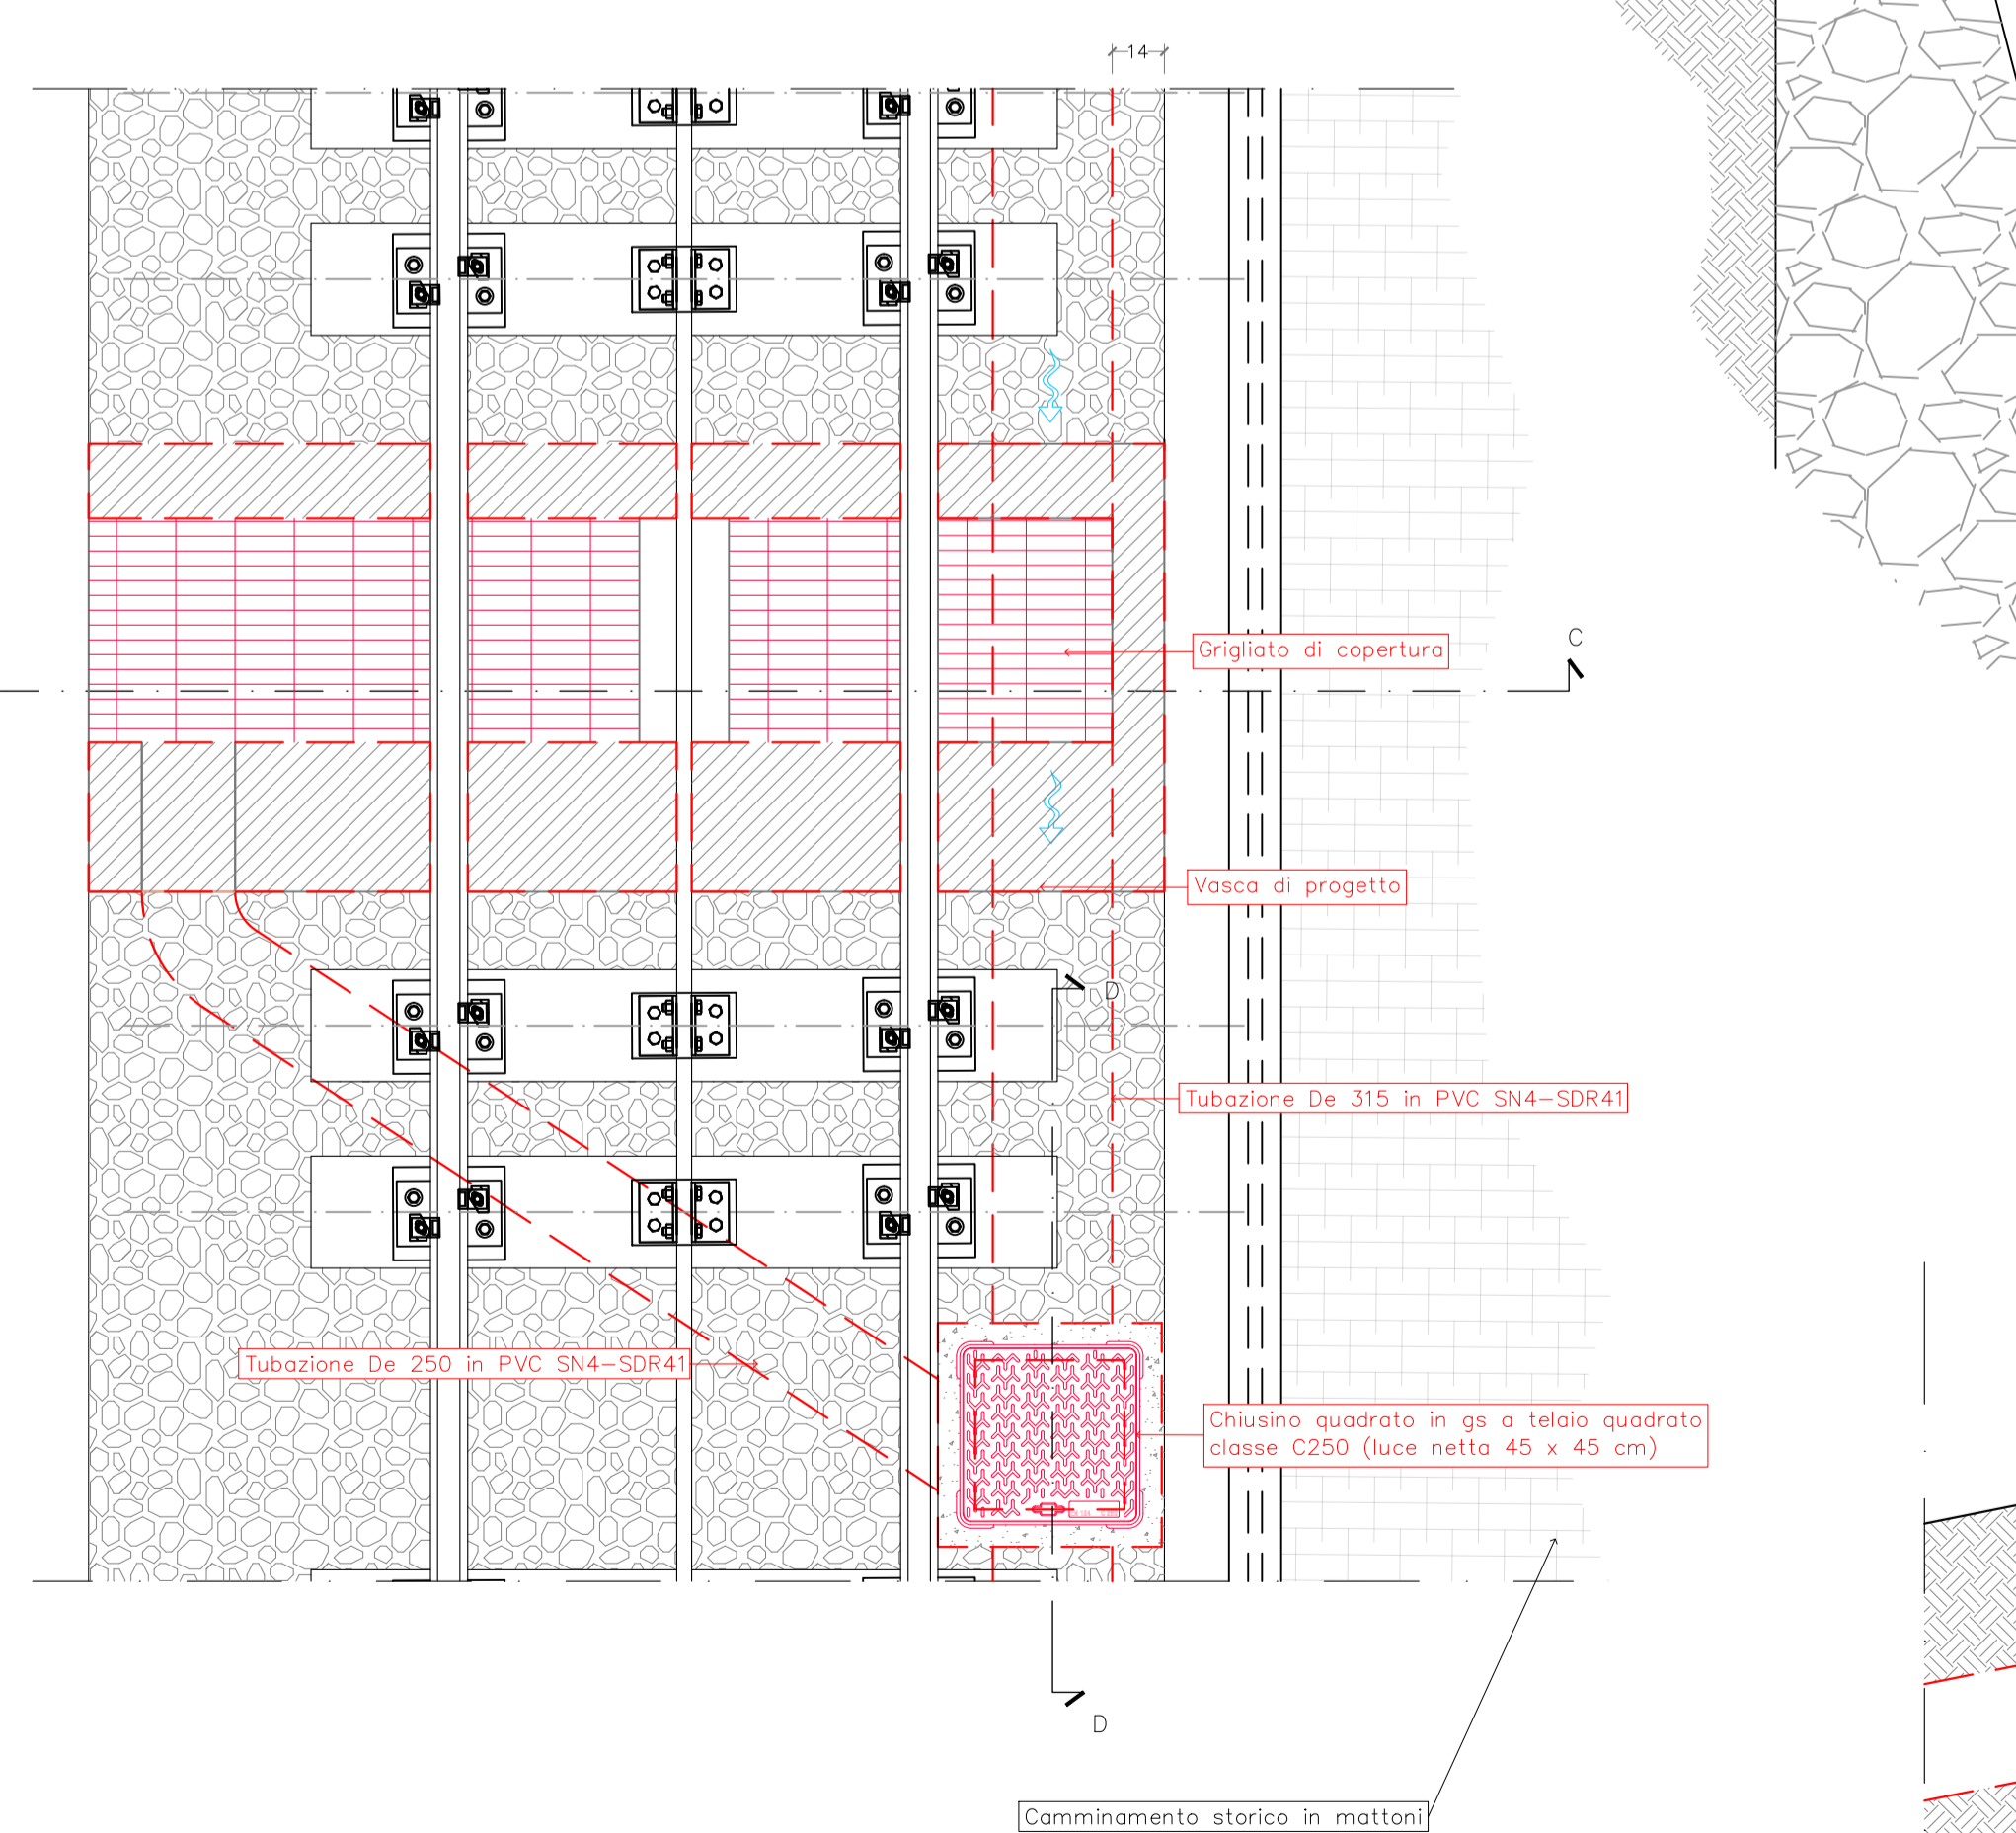 14
C
Grigliato di copertura
Vasca di progetto
D
Tubazione De 315 in PVC SN4-SDR41
Tubazione De 250 in PVC SN4-SDR41
Chiusino quadrato in gs a telaio quadrato
classe C250 (luce netta 45 x 45 cm)
D
Camminamento storico in mattoni